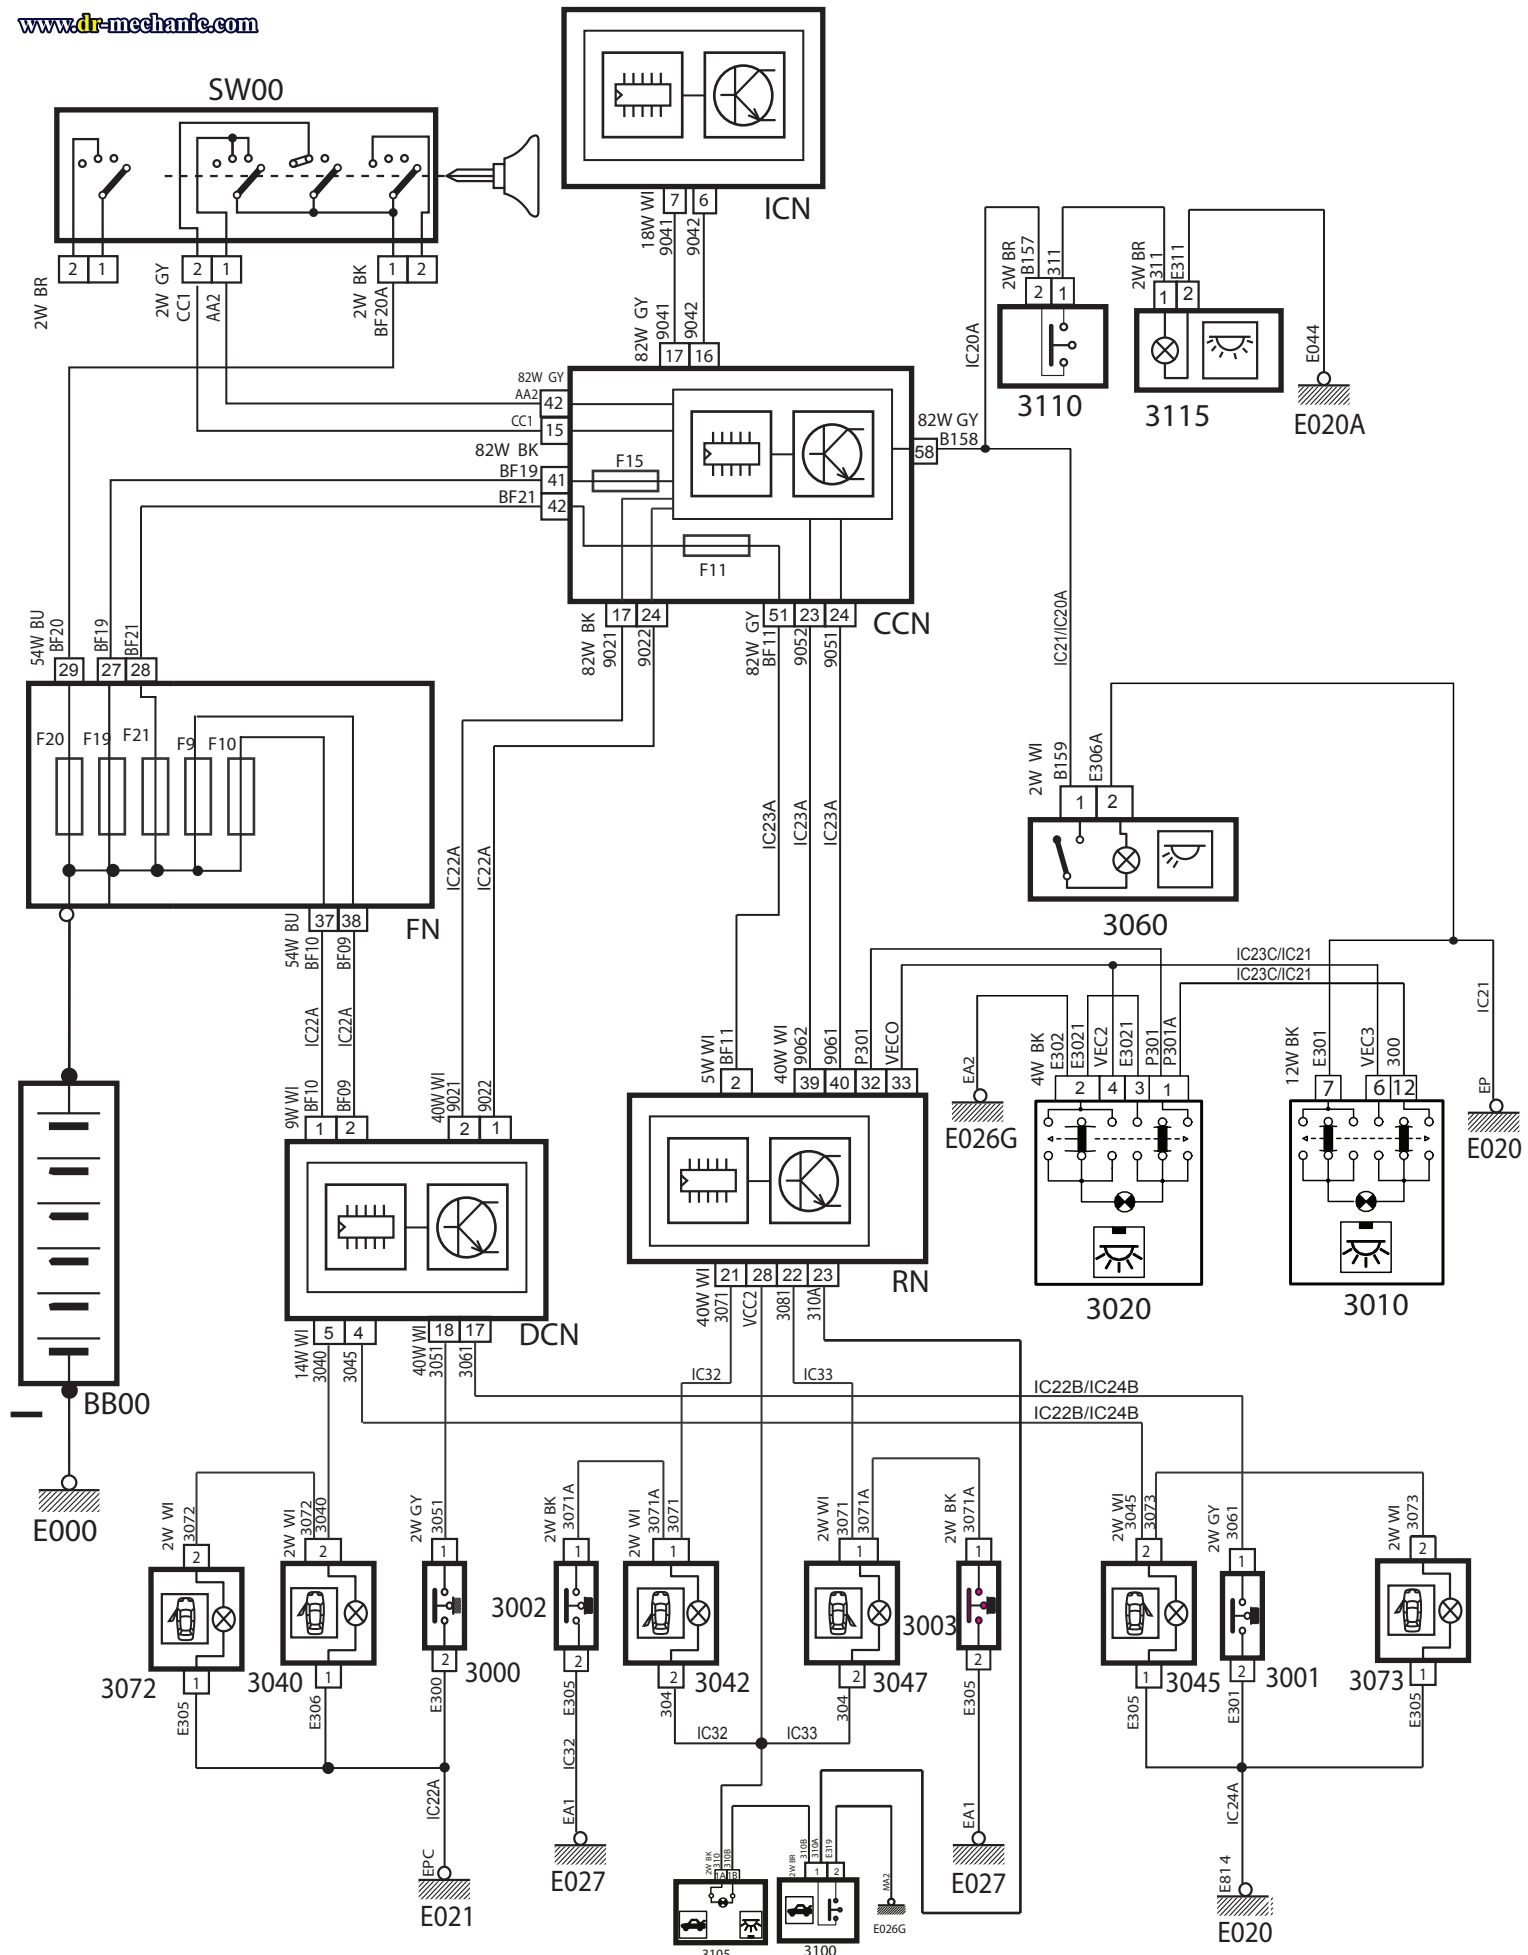 www.dr-mechanic.com
SW00
2 1
2 1
1 2
2W BR
2W GY
CC1
AA2
2W BK
BF20A
ICN
7 6
18W WI
9041
9042
82W GY
9041
9042
17 16
82W GY
AA2
42
CC1
15
82W BK
BF19
41
BF21
42
F15
F11
82W GY
B158
58
CCN
17 24
51 23 24
82W BK
9021
9022
82W GY
BF11
9052
9051
IC20A
2W BR
B157
311
2 1
3110
2W BR
311
E311
1 2
3115
E044
E020A
IC21/IC20A
2W WI
B159
E306A
1 2
3060
54W BU
BF20
BF19
BF21
29 27 28
F20 F19 F21 F9 F10
FN
37 38
54W BU
BF10
BF09
IC22A
IC22A
9W WI
BF10
BF09
1 2
IC22A
IC22A
40W WI
9021
9022
2 1
DCN
5 4
18 17
14W WI
3040
3045
40W WI
3051
3061
BB00
E000
IC23A
IC23A
IC23A
5W WI
BF11
2
40W WI
9062
9061
P301
VECO
39 40 32 33
RN
21 28 22 23
40W WI
3071
VCC2
3081
310A
IC23C/IC21
IC23C/IC21
EA2
E026G
4W BK
E302
E3021
VEC2
E3021
P301
P301A
2 4 3 1
3020
12W BK
E301
VEC3
300
7 6 12
3010
IC21
EP
E020
IC32
IC33
IC22B/IC24B
IC22B/IC24B
2W WI
3072
2
1
3072
E305
2W WI
3072
3040
2
1
3040
E306
2W GY
3051
1
2
3000
E300
IC22A
EPC
E021
2W BK
3071A
1
3002
2
E305
IC32
EA1
E027
2W WI
3071A
3071
1
2
3042
304
IC32
IC33
2W WI
3071
3071A
1
2
3047
304
2W BK
3071A
1
3003
2
E305
EA1
E027
2W WI
3045
3073
2
1
3045
E305
2W GY
3061
1
2
3001
E301
IC24A
E814
E020
2W WI
3073
2
1
3073
E305
2W BK
310
310B
1A 1B
3105
2W BR
310B
310A
E319
1 2
3100
MA2
E026G